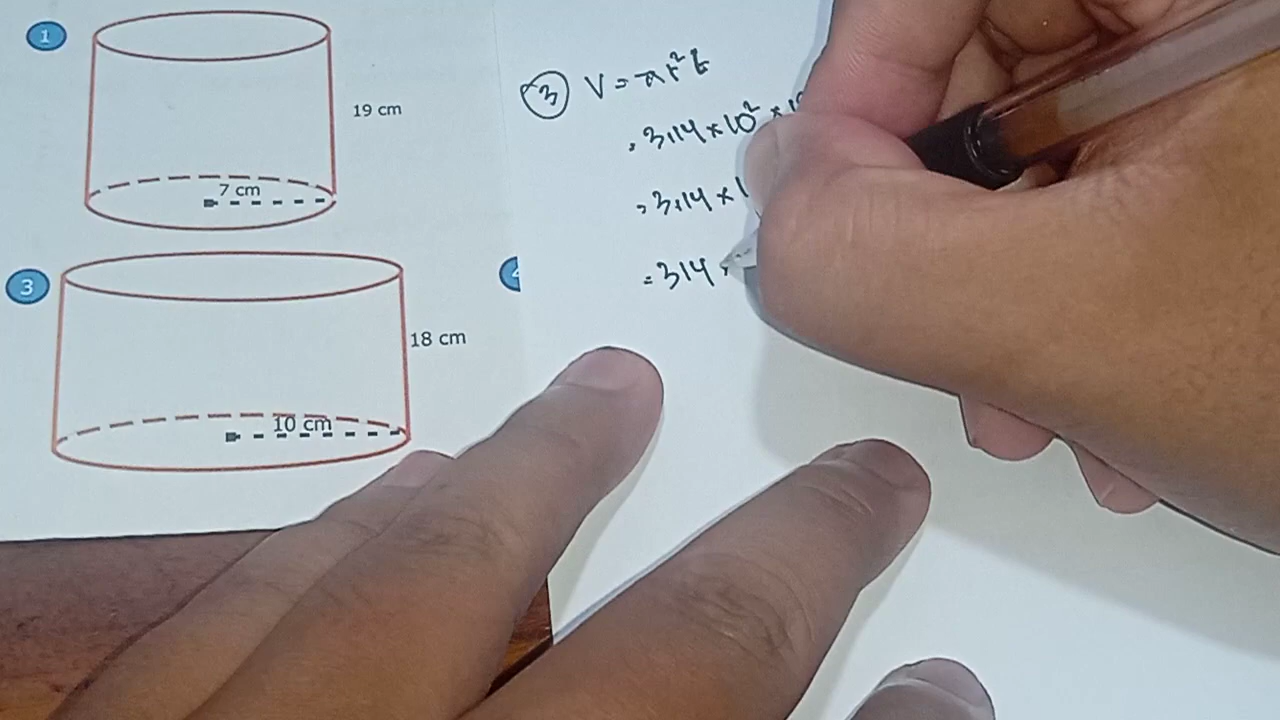 1
19 cm
7 cm
3
18 cm
10 cm
③ V = πr²t
= 3,14 × 10² ×
= 3,14 ×
= 314